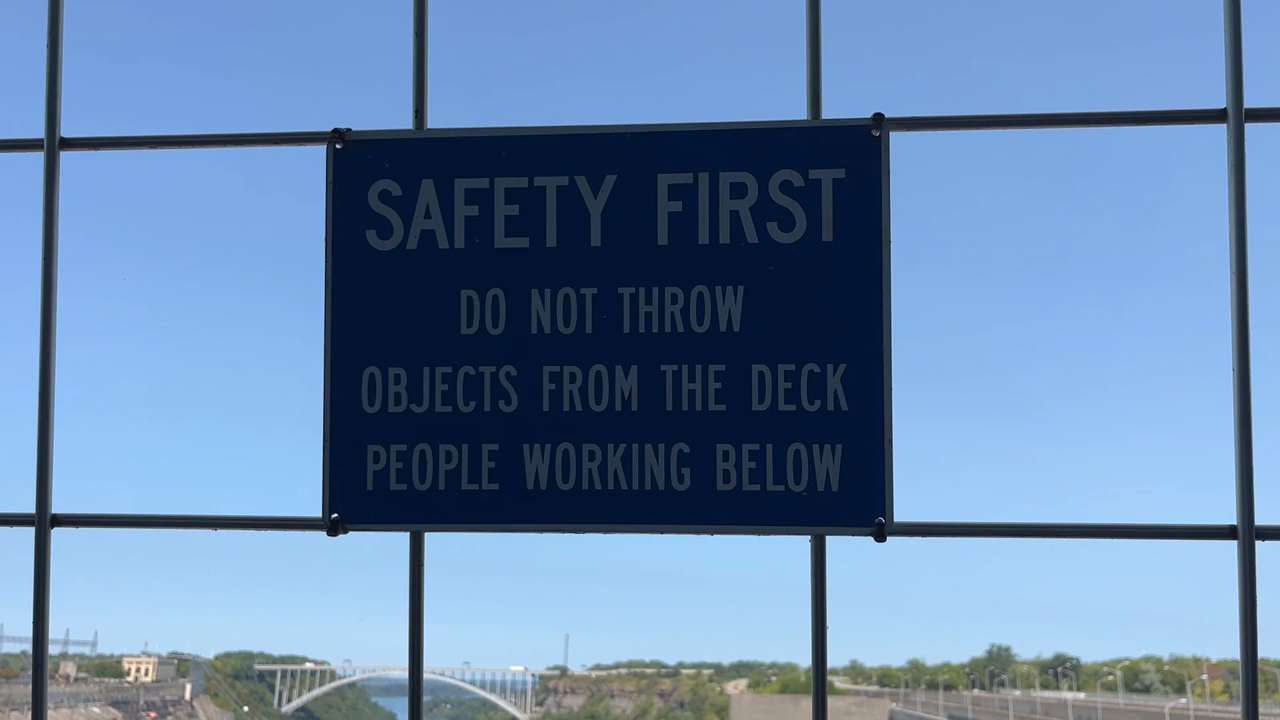 SAFETY FIRST
DO NOT THROW
OBJECTS FROM THE DECK
PEOPLE WORKING BELOW